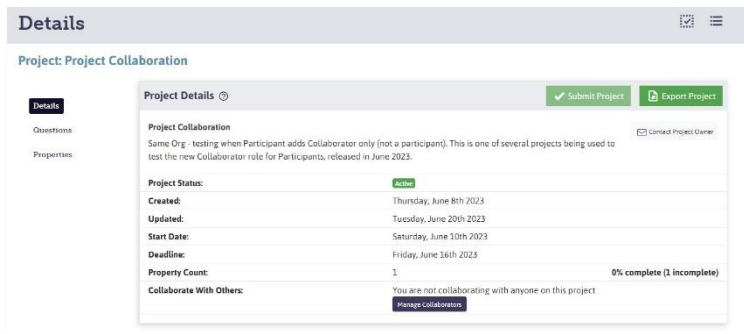 Details
Project: Project Collaboration
Details
Questions
Properties
Project Details
Submit Project
Export Project
Project Collaboration
Contact Project Owner
Same Org - testing when Participant adds Collaborator only (not a participant). This is one of several projects being used to
test the new Collaborator role for Participants, released in June 2023.
Project Status: Active
Created: Thursday, June 8th 2023
Updated: Tuesday, June 20th 2023
Start Date: Saturday, June 10th 2023
Deadline: Friday, June 16th 2023
Property Count: 1 0% complete (1 incomplete)
Collaborate With Others: You are not collaborating with anyone on this project
Manage Collaborators